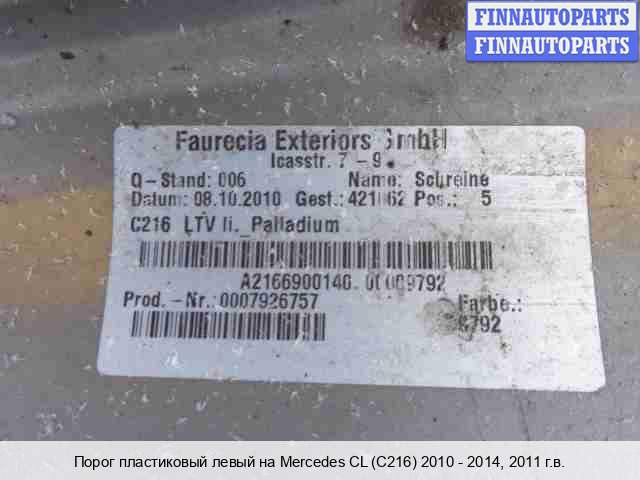 FINNAUTOPARTS
FINNAUTOPARTS
Faurecia Exteriors GmbH
Icasstr. 7-9
Q-Stand: 006 Name: Schreine
Datum: 08.10.2010 Gest.: Pos.: 5
C216 LTV li._Palladium
Prod.-Nr.:0007926757 Farbe.:
Порог пластиковый левый на Mercedes CL (C216) 2010 - 2014, 2011 г.в.